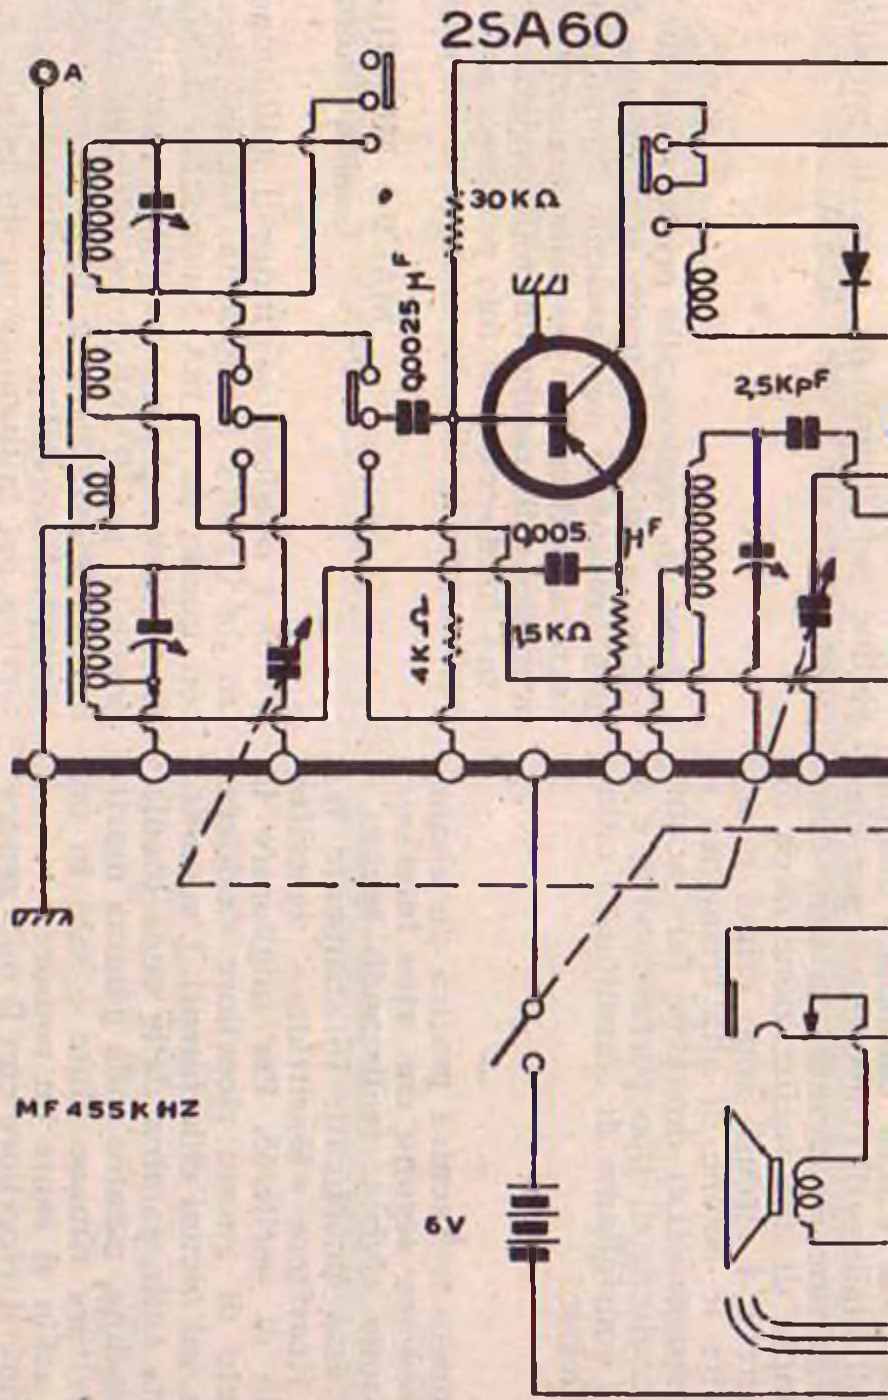 2SA60
A
30KΩ
0,0025 µF
2,5KpF
0,005 µF
1,5KΩ
4KΩ
MF 455KHZ
6V